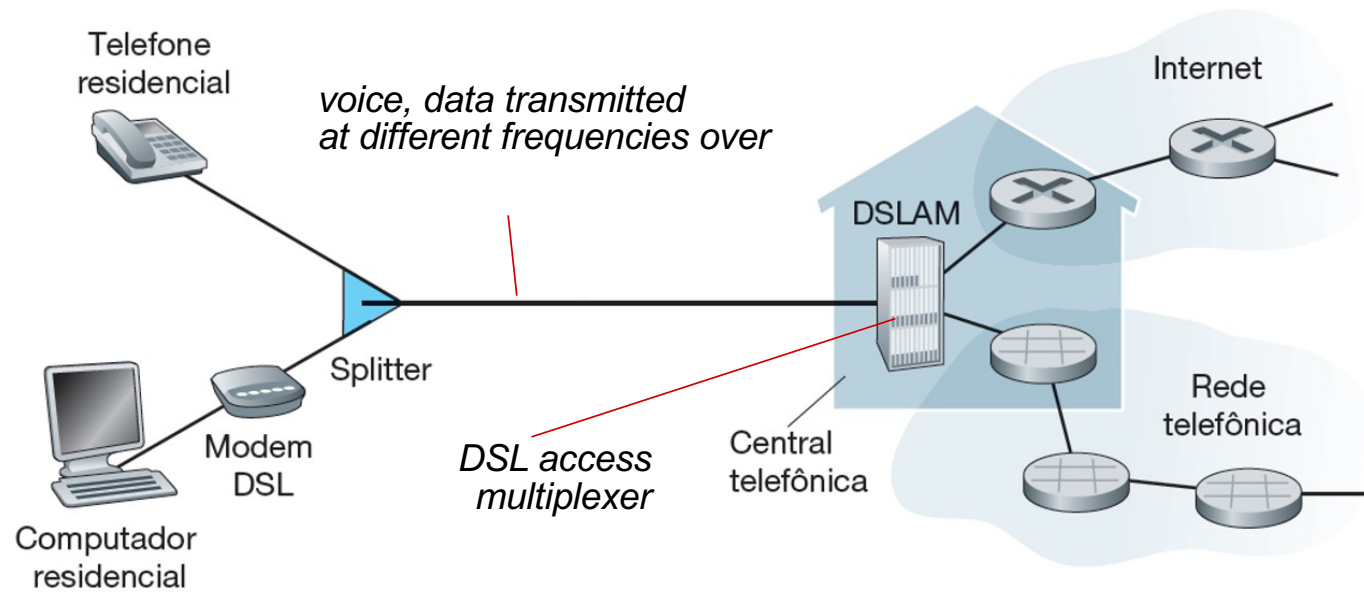 Telefone
residencial
voice, data transmitted
at different frequencies over
Internet
DSLAM
Splitter
Modem
DSL
DSL access
multiplexer
Central
telefônica
Rede
telefônica
Computador
residencial